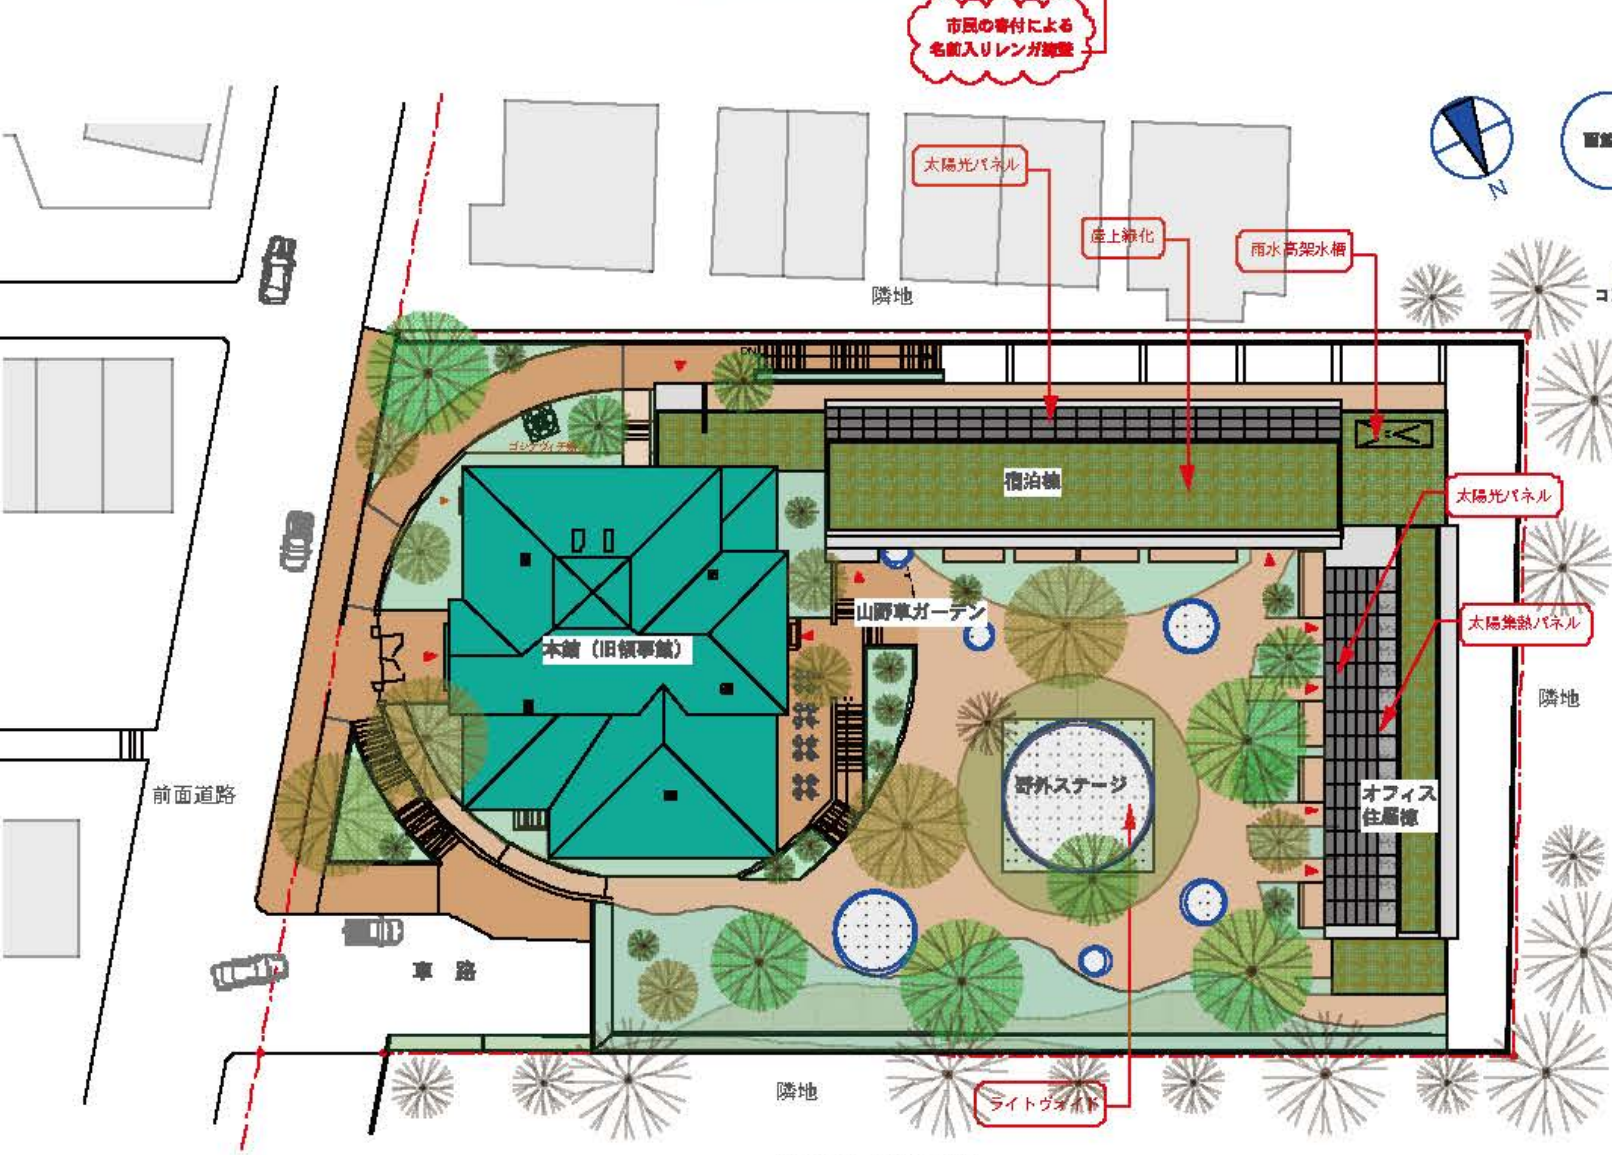 市民の寄付による
名前入りレンガ擁壁
太陽光パネル
屋上緑化
雨水高架水槽
N
隣地
DN
宿泊棟
太陽光パネル
山野草ガーデン
太陽集熱パネル
本館（旧領事館）
隣地
野外ステージ
オフィス
住居棟
前面道路
車 路
隣地
ライトヴォイド